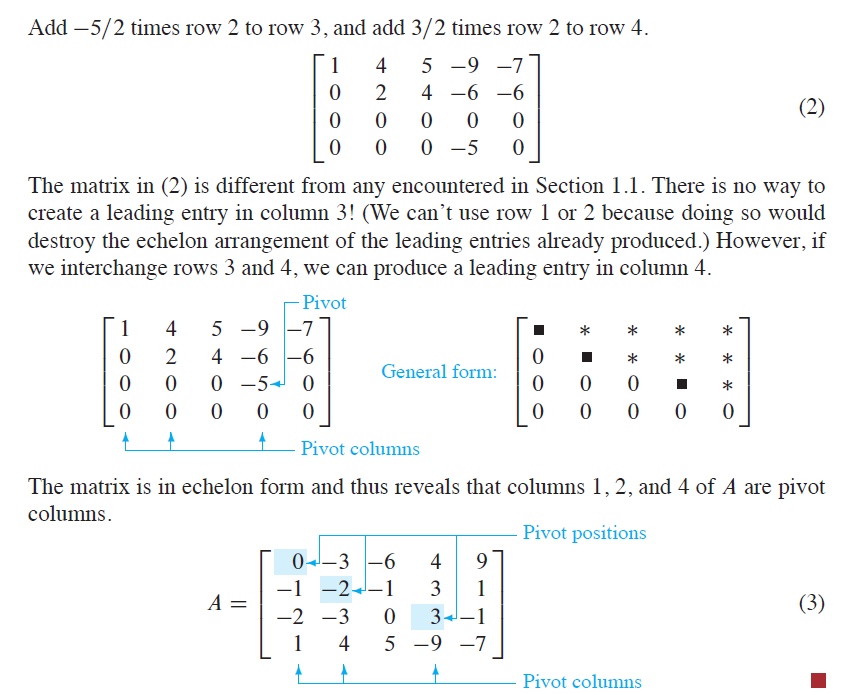 Add −5/2 times row 2 to row 3, and add 3/2 times row 2 to row 4.
1 4 5 −9 −7
0 2 4 −6 −6
(2)
0 0 0 0 0
0 0 0 −5 0
The matrix in (2) is different from any encountered in Section 1.1. There is no way to
create a leading entry in column 3! (We can’t use row 1 or 2 because doing so would
destroy the echelon arrangement of the leading entries already produced.) However, if
we interchange rows 3 and 4, we can produce a leading entry in column 4.
Pivot
1 4 5 −9 −7
0 2 4 −6 −6
0 0 0 −5 0
0 0 0 0 0
General form:
■ * * * *
0 ■ * * *
0 0 0 ■ *
0 0 0 0 0
Pivot columns
The matrix is in echelon form and thus reveals that columns 1, 2, and 4 of A are pivot
columns.
Pivot positions
A =
0 −3 −6 4 9
−1 −2 −1 3 1
−2 −3 0 3 −1
1 4 5 −9 −7
(3)
Pivot columns